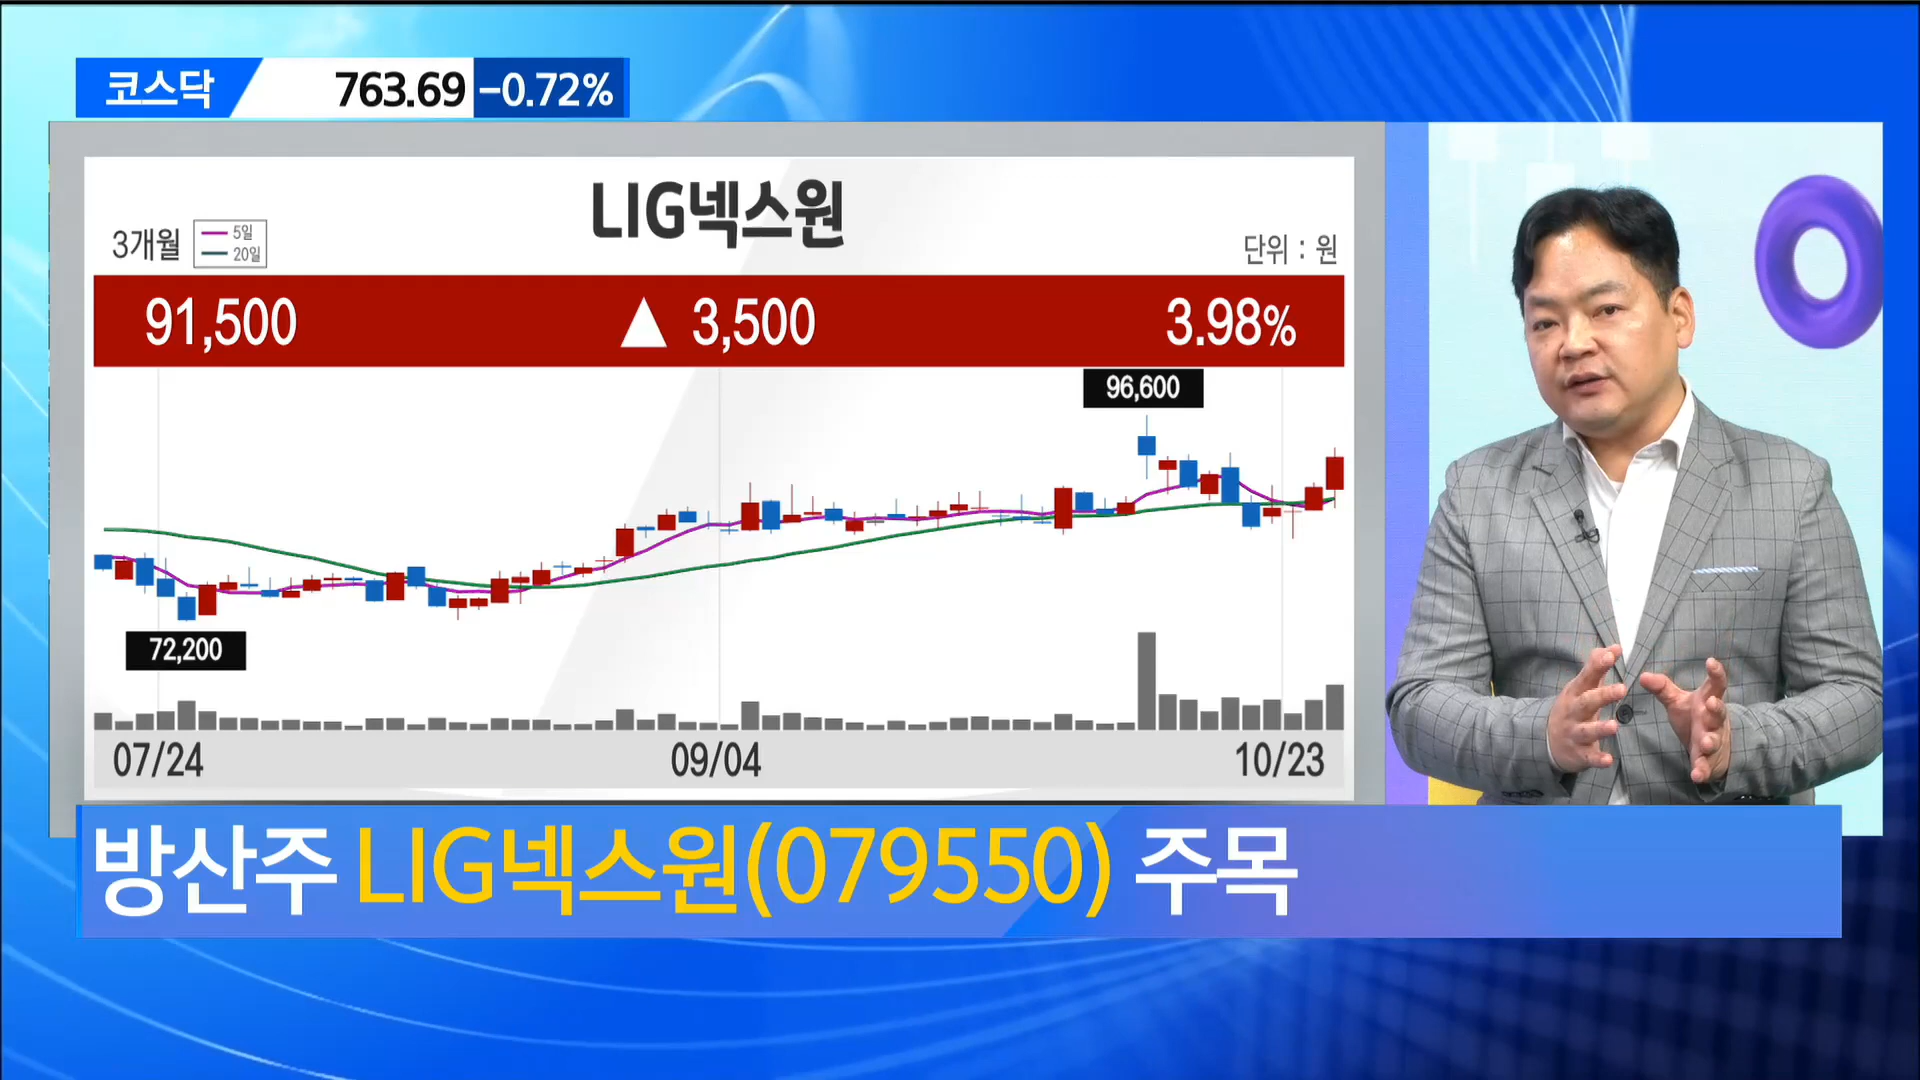 코스닥 763.69 -0.72%
LIG넥스원
3개월 5일 20일 단위 : 원
91,500 ▲ 3,500 3.98%
96,600
72,200
07/24 09/04 10/23
방산주 LIG넥스원(079550) 주목